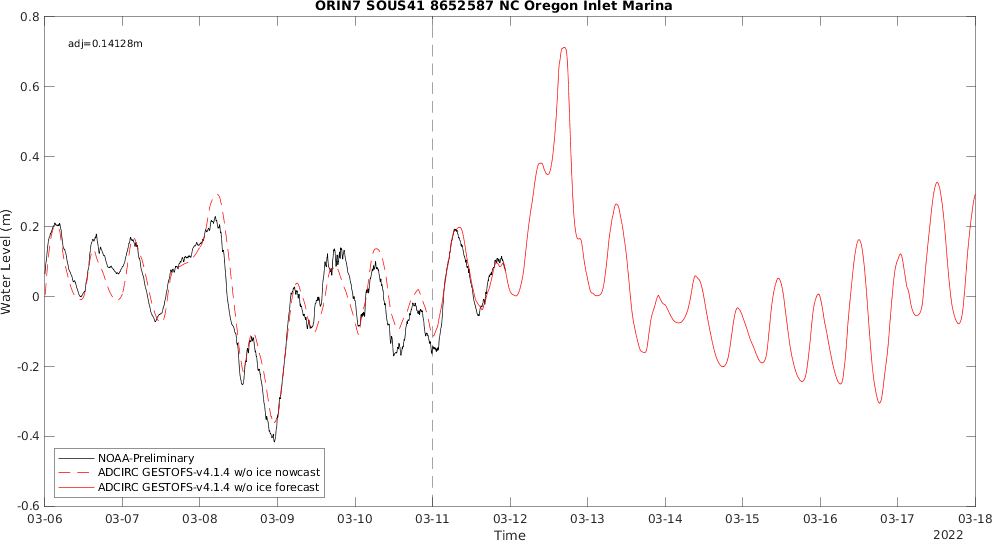 ORIN7 SOUS41 8652587 NC Oregon Inlet Marina
adj=0.14128m
0.8
0.6
0.4
0.2
0
-0.2
-0.4
-0.6
Water Level (m)
NOAA-Preliminary
ADCIRC GESTOFS-v4.1.4 w/o ice nowcast
ADCIRC GESTOFS-v4.1.4 w/o ice forecast
03-06 03-07 03-08 03-09 03-10 03-11 03-12 03-13 03-14 03-15 03-16 03-17 03-18
Time
2022